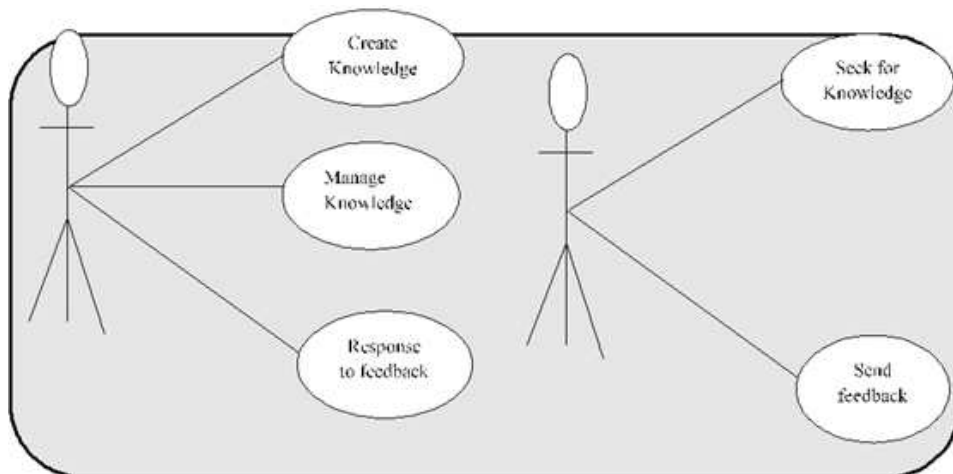 Create
Knowledge
Manage
Knowledge
Response
to feedback
Seek for
Knowledge
Send
feedback